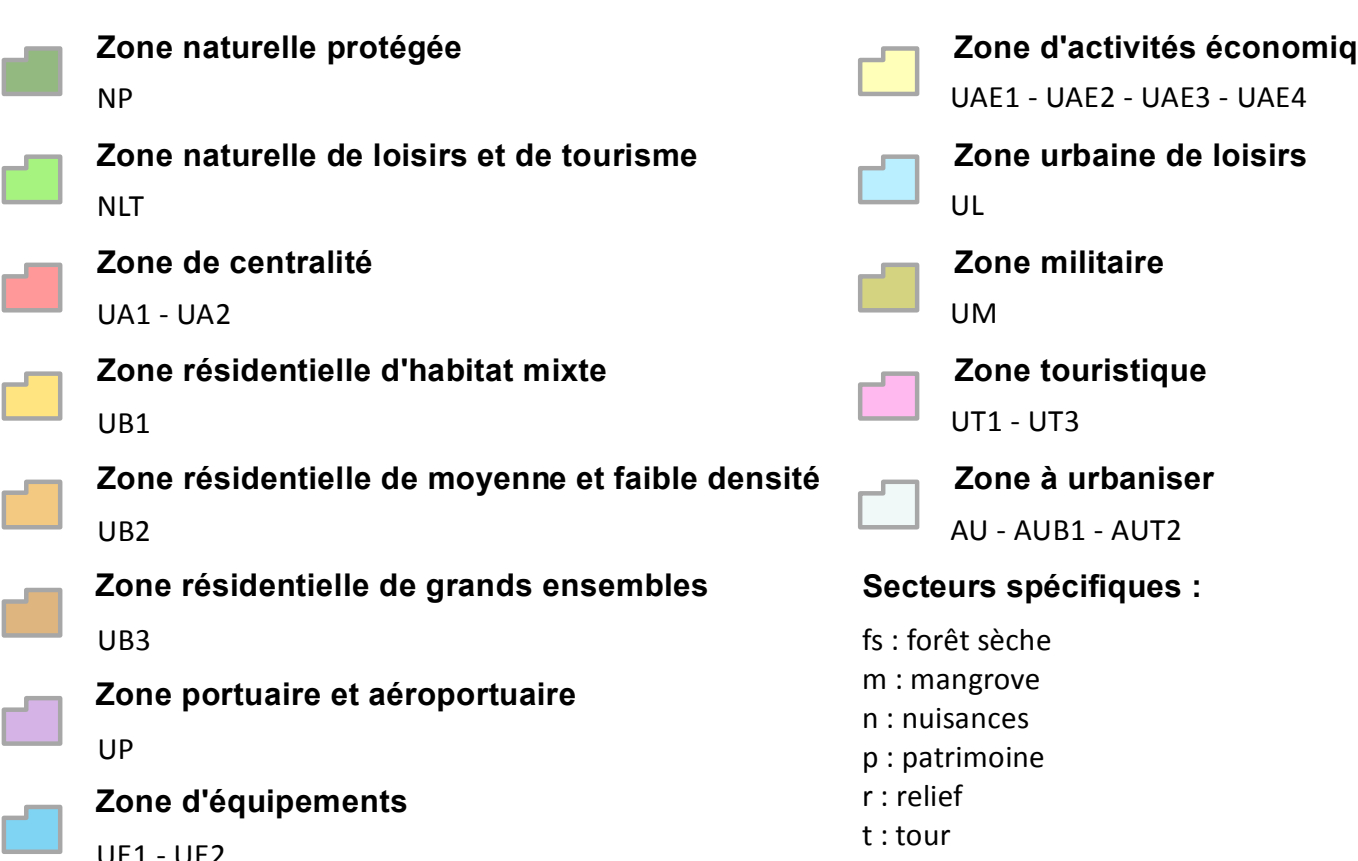 Zone naturelle protégée
NP
Zone naturelle de loisirs et de tourisme
NLT
Zone de centralité
UA1 - UA2
Zone résidentielle d'habitat mixte
UB1
Zone résidentielle de moyenne et faible densité
UB2
Zone résidentielle de grands ensembles
UB3
Zone portuaire et aéroportuaire
UP
Zone d'équipements
UE1 - UE2
Zone d'activités économiq
UAE1 - UAE2 - UAE3 - UAE4
Zone urbaine de loisirs
UL
Zone militaire
UM
Zone touristique
UT1 - UT3
Zone à urbaniser
AU - AUB1 - AUT2
Secteurs spécifiques :
fs : forêt sèche
m : mangrove
n : nuisances
p : patrimoine
r : relief
t : tour